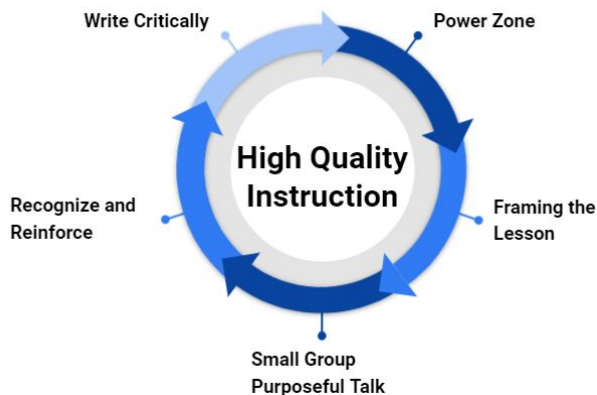 Write Critically
Power Zone
High Quality
Instruction
Recognize and
Reinforce
Framing the
Lesson
Small Group
Purposeful Talk